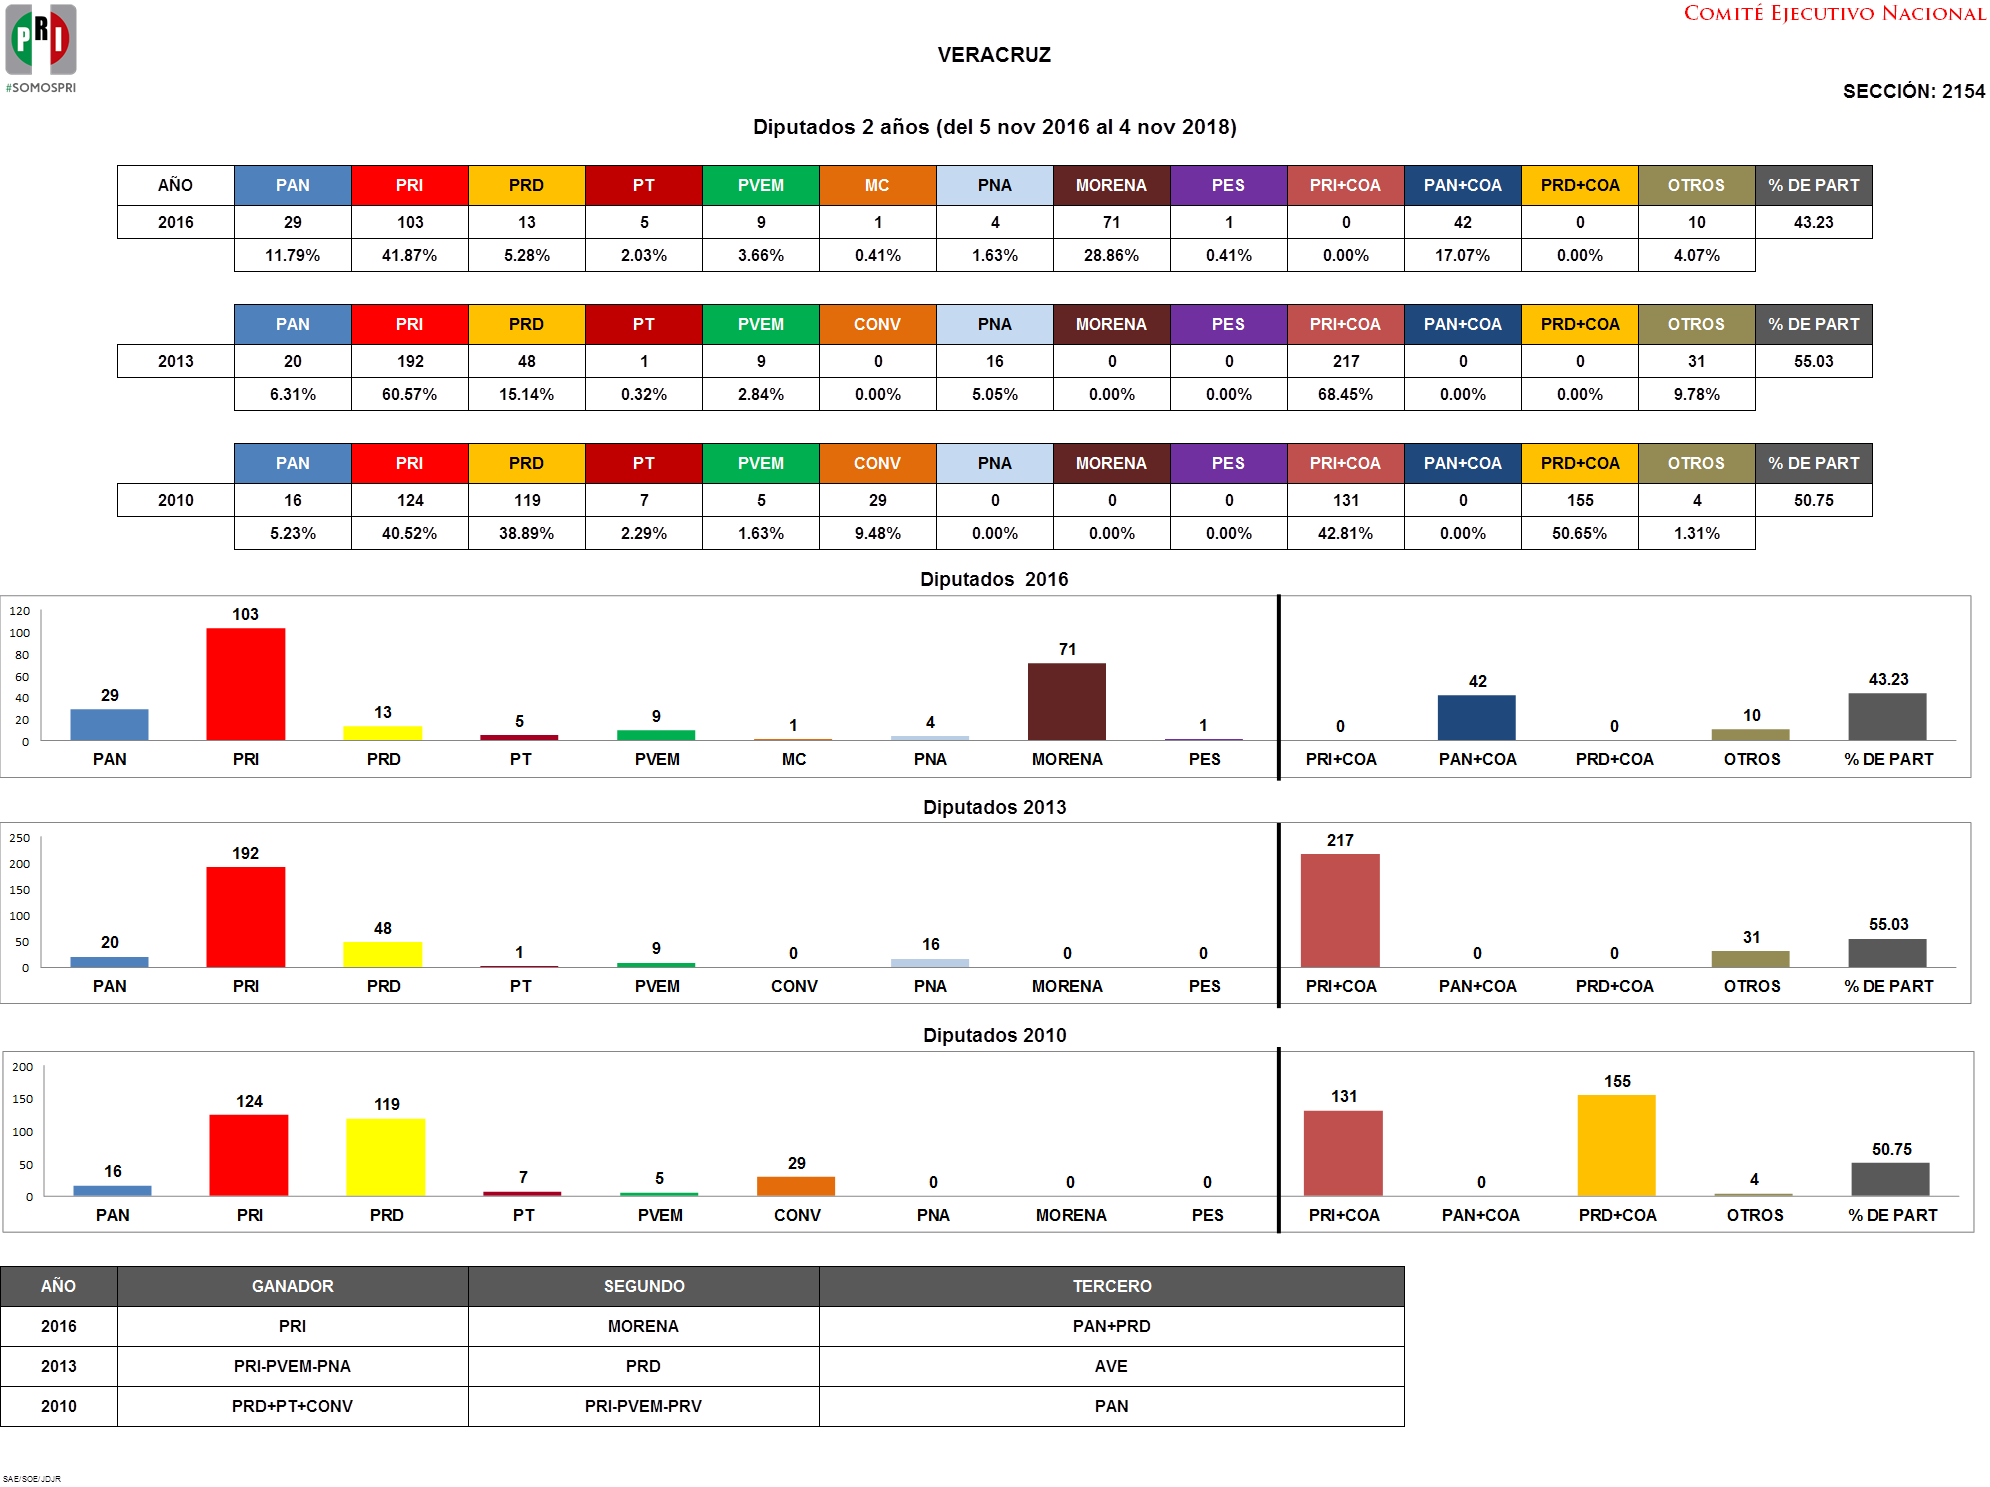 PRI
#SOMOSPRI
COMITÉ EJECUTIVO NACIONAL
VERACRUZ
SECCIÓN: 2154
Diputados 2 años (del 5 nov 2016 al 4 nov 2018)
AÑO PAN PRI PRD PT PVEM MC PNA MORENA PES PRI+COA PAN+COA PRD+COA OTROS % DE PART
2016 29 103 13 5 9 1 4 71 1 0 42 0 10 43.23
11.79% 41.87% 5.28% 2.03% 3.66% 0.41% 1.63% 28.86% 0.41% 0.00% 17.07% 0.00% 4.07%
PAN PRI PRD PT PVEM CONV PNA MORENA PES PRI+COA PAN+COA PRD+COA OTROS % DE PART
2013 20 192 48 1 9 0 16 0 0 217 0 0 31 55.03
6.31% 60.57% 15.14% 0.32% 2.84% 0.00% 5.05% 0.00% 0.00% 68.45% 0.00% 0.00% 9.78%
PAN PRI PRD PT PVEM CONV PNA MORENA PES PRI+COA PAN+COA PRD+COA OTROS % DE PART
2010 16 124 119 7 5 29 0 0 0 131 0 155 4 50.75
5.23% 40.52% 38.89% 2.29% 1.63% 9.48% 0.00% 0.00% 0.00% 42.81% 0.00% 50.65% 1.31%
Diputados 2016
120
100
80
60
40
20
0
29 103 13 5 9 1 4 71 1 0 42 0 10 43.23
PAN PRI PRD PT PVEM MC PNA MORENA PES PRI+COA PAN+COA PRD+COA OTROS % DE PART
Diputados 2013
250
200
150
100
50
0
20 192 48 1 9 0 16 0 0 217 0 0 31 55.03
PAN PRI PRD PT PVEM CONV PNA MORENA PES PRI+COA PAN+COA PRD+COA OTROS % DE PART
Diputados 2010
200
150
100
50
0
16 124 119 7 5 29 0 0 0 131 0 155 4 50.75
PAN PRI PRD PT PVEM CONV PNA MORENA PES PRI+COA PAN+COA PRD+COA OTROS % DE PART
AÑO GANADOR SEGUNDO TERCERO
2016 PRI MORENA PAN+PRD
2013 PRI-PVEM-PNA PRD AVE
2010 PRD+PT+CONV PRI-PVEM-PRV PAN
SAE/SOE/JDJR